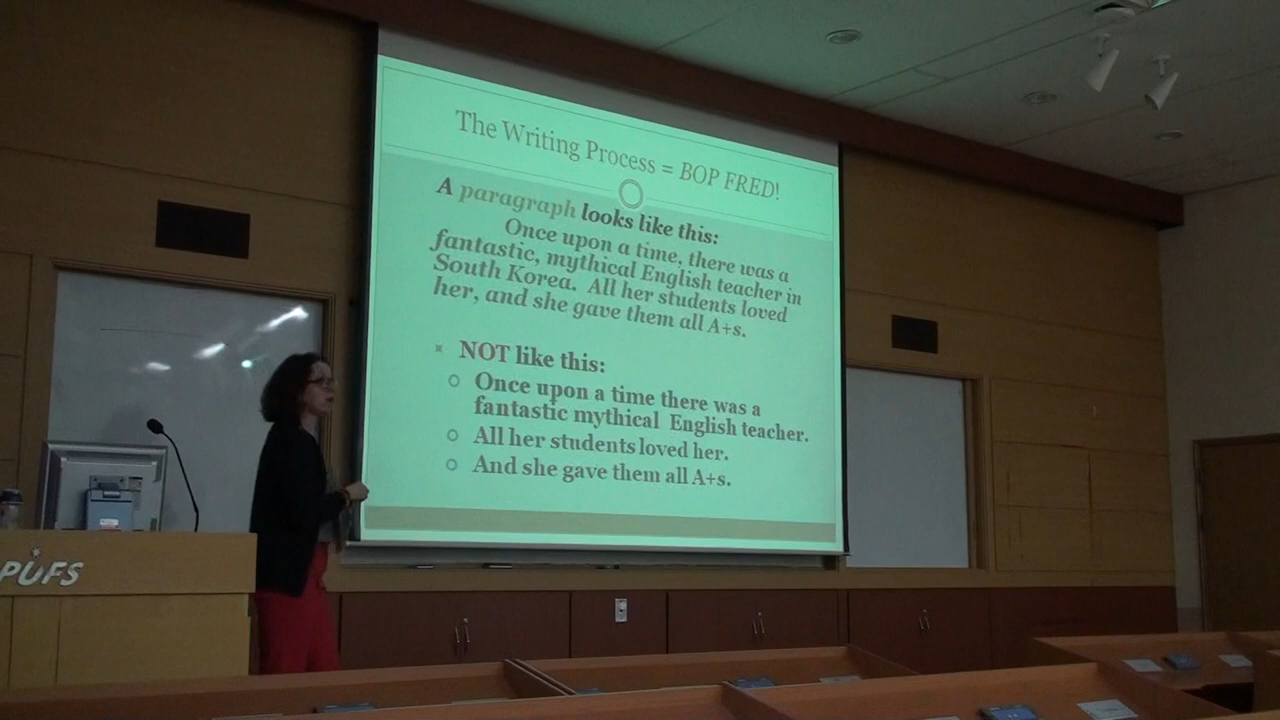 The Writing Process = BOP FRED!
A paragraph looks like this:
Once upon a time, there was a
fantastic, mythical English teacher in
South Korea. All her students loved
her, and she gave them all A+s.
NOT like this:
Once upon a time there was a
fantastic mythical English teacher.
All her students loved her.
And she gave them all A+s.
PUFS